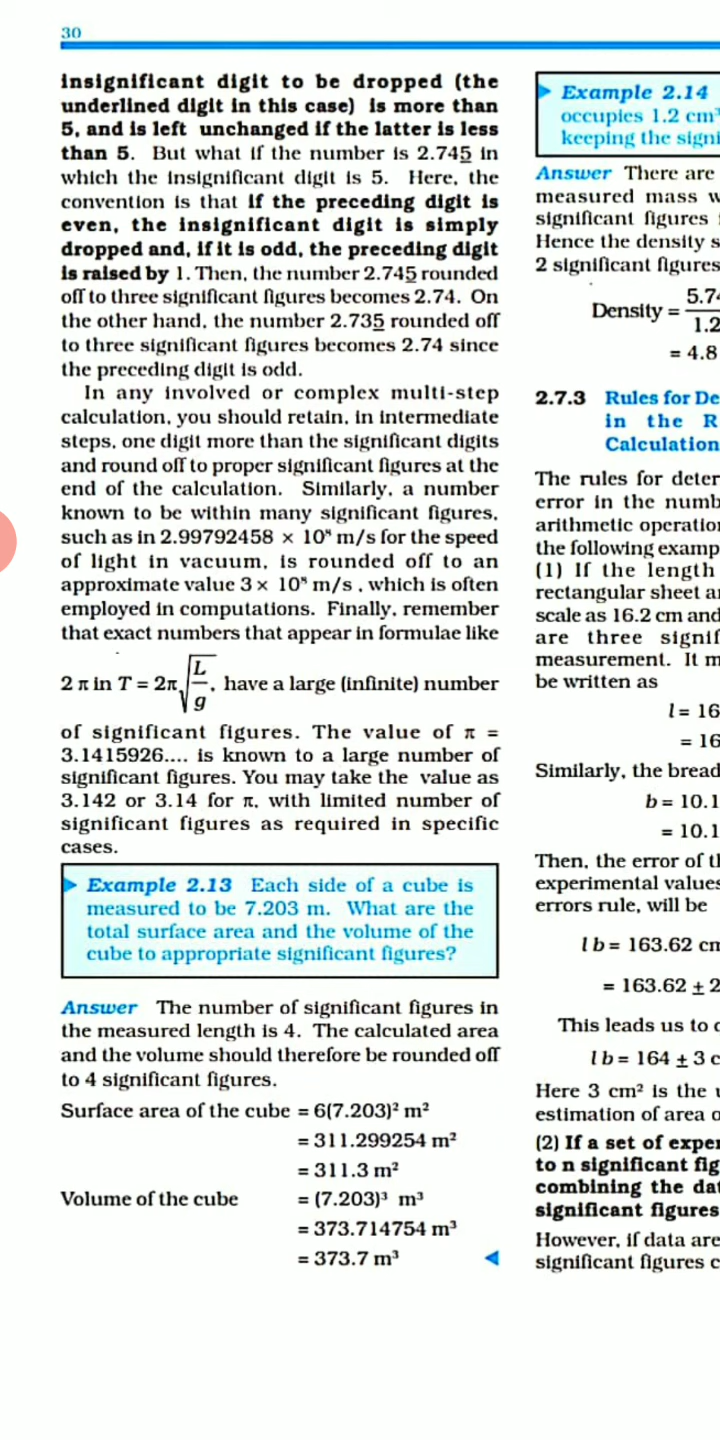 30
insignificant digit to be dropped (the
underlined digit in this case) is more than
5, and is left unchanged if the latter is less
than 5. But what if the number is 2.745 in
which the insignificant digit is 5. Here, the
convention is that if the preceding digit is
even, the insignificant digit is simply
dropped and, if it is odd, the preceding digit
is raised by 1. Then, the number 2.745 rounded
off to three significant figures becomes 2.74. On
the other hand, the number 2.735 rounded off
to three significant figures becomes 2.74 since
the preceding digit is odd.
In any involved or complex multi-step
calculation, you should retain, in intermediate
steps, one digit more than the significant digits
and round off to proper significant figures at the
end of the calculation. Similarly, a number
known to be within many significant figures,
such as in 2.99792458 × 10⁸ m/s for the speed
of light in vacuum, is rounded off to an
approximate value 3 × 10⁸ m/s , which is often
employed in computations. Finally, remember
that exact numbers that appear in formulae like
2 π in T = 2π√(L/g), have a large (infinite) number
of significant figures. The value of π =
3.1415926.... is known to a large number of
significant figures. You may take the value as
3.142 or 3.14 for π, with limited number of
significant figures as required in specific
cases.
Example 2.13 Each side of a cube is
measured to be 7.203 m. What are the
total surface area and the volume of the
cube to appropriate significant figures?
Answer The number of significant figures in
the measured length is 4. The calculated area
and the volume should therefore be rounded off
to 4 significant figures.
Surface area of the cube = 6(7.203)² m²
= 311.299254 m²
= 311.3 m²
Volume of the cube = (7.203)³ m³
= 373.714754 m³
= 373.7 m³
Example 2.14
occupies 1.2 cm³
keeping the signi
Answer There are
measured mass w
significant figures
Hence the density s
2 significant figures
Density = 5.74/1.2
= 4.8
2.7.3 Rules for De
in the R
Calculation
The rules for deter
error in the numb
arithmetic operation
the following examp
(1) If the length
rectangular sheet a
scale as 16.2 cm and
are three signif
measurement. It m
be written as
l = 16
= 16
Similarly, the bread
b = 10.1
= 10.1
Then, the error of th
experimental values
errors rule, will be
l b = 163.62 cm
= 163.62 ± 2
This leads us to
l b = 164 ± 3 c
Here 3 cm² is the u
estimation of area o
(2) If a set of exper
to n significant fig
combining the dat
significant figures
However, if data are
significant figures c